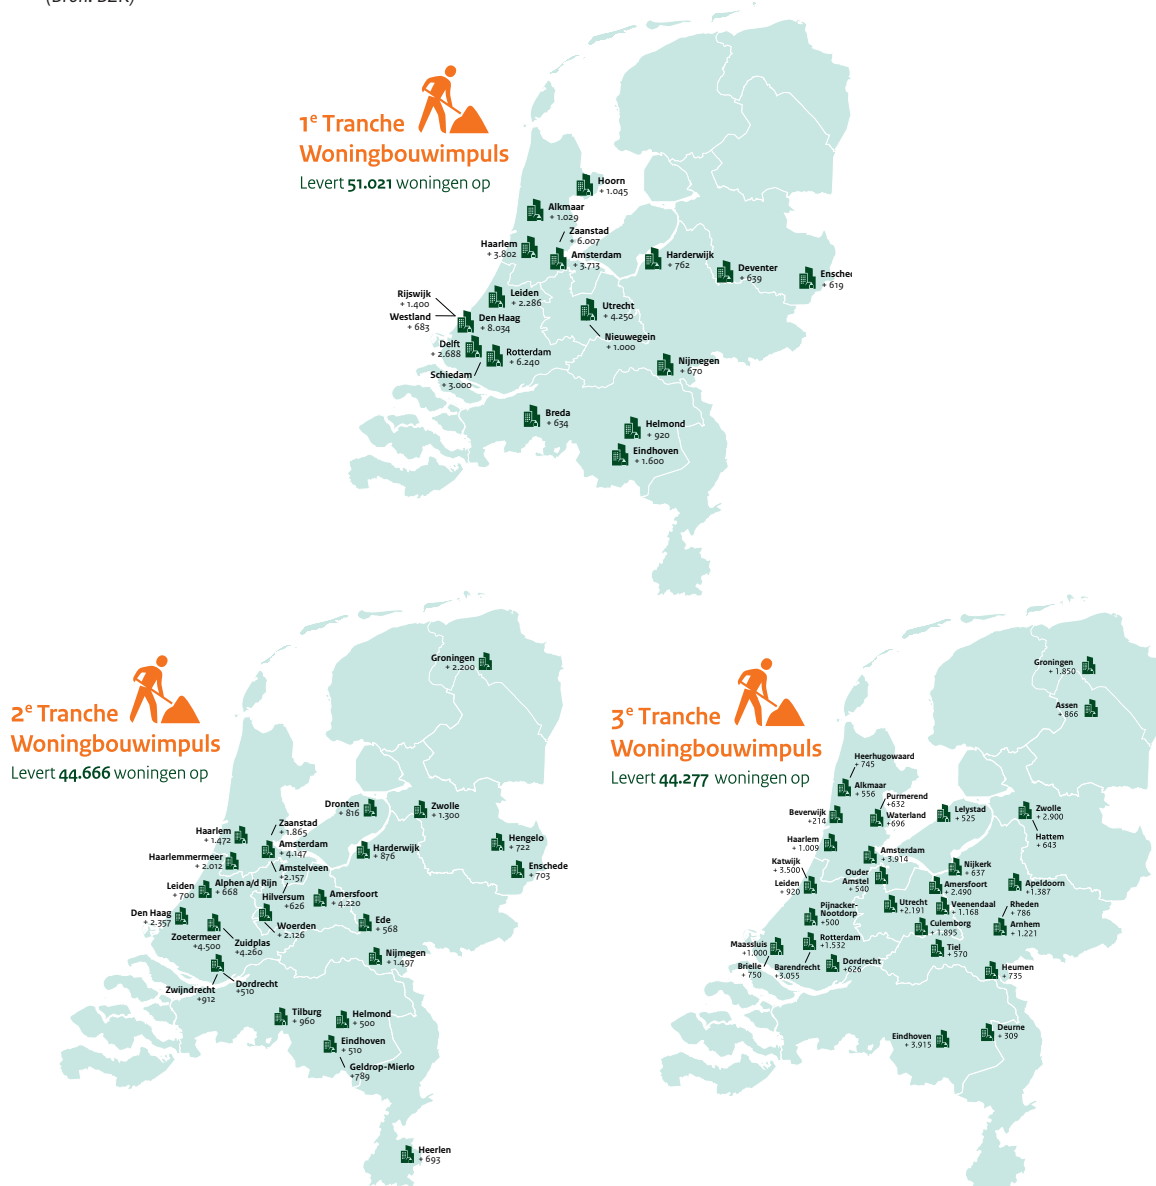 1e Tranche
Woningbouwimpuls
Levert 51.021 woningen op
Hoorn
+ 1.045
Alkmaar
+ 1.029
Zaanstad
+ 6.007
Haarlem
+ 3.802
Amsterdam
+ 3.713
Harderwijk
+ 762
Deventer
+ 639
Ensche
+ 619
Rijswijk
+ 1.400
Leiden
+ 2.286
Westland
+ 683
Den Haag
+ 8.034
Utrecht
+ 4.250
Nieuwegein
+ 1.000
Delft
+ 2.688
Rotterdam
+ 6.240
Schiedam
+ 3.000
Nijmegen
+ 670
Breda
+ 634
Helmond
+ 920
Eindhoven
+ 1.600
2e Tranche
Woningbouwimpuls
Levert 44.666 woningen op
Groningen
+ 2.200
Dronten
+ 816
Zwolle
+ 1.300
Zaanstad
+ 1.865
Haarlem
+ 1.472
Amsterdam
+ 4.147
Harderwijk
+ 876
Hengelo
+ 722
Haarlemmermeer
+ 2.012
Amstelveen
+2.157
Enschede
+ 703
Leiden
+ 700
Alphen a/d Rijn
+ 668
Hilversum
+626
Amersfoort
+ 4.220
Den Haag
+ 2.357
Woerden
+ 2.126
Ede
+ 568
Zoetermeer
+4.500
Zuidplas
+4.260
Nijmegen
+ 1.497
Zwijndrecht
+912
Dordrecht
+510
Tilburg
+ 960
Helmond
+ 500
Eindhoven
+ 510
Geldrop-Mierlo
+789
Heerlen
+ 693
3e Tranche
Woningbouwimpuls
Levert 44.277 woningen op
Groningen
+ 1.850
Assen
+ 866
Heerhugowaard
+ 745
Alkmaar
+ 556
Purmerend
+632
Beverwijk
+214
Waterland
+696
Lelystad
+ 525
Zwolle
+ 2.900
Hattem
+ 643
Haarlem
+ 1.009
Amsterdam
+ 3.914
Katwijk
+ 3.500
Ouder
Amstel
+ 540
Nijkerk
+ 637
Leiden
+ 920
Amersfoort
+ 2.490
Apeldoorn
+1.387
Pijnacker-
Nootdorp
+500
Utrecht
+2.191
Veenendaal
+ 1.168
Rheden
+ 786
Culemborg
+ 1.895
Arnhem
+ 1.221
Maassluis
+1.000
Rotterdam
+1.532
Tiel
+ 570
Brielle
+ 750
Barendrecht
+3.055
Dordrecht
+626
Heumen
+ 735
Eindhoven
+ 3.915
Deurne
+ 309